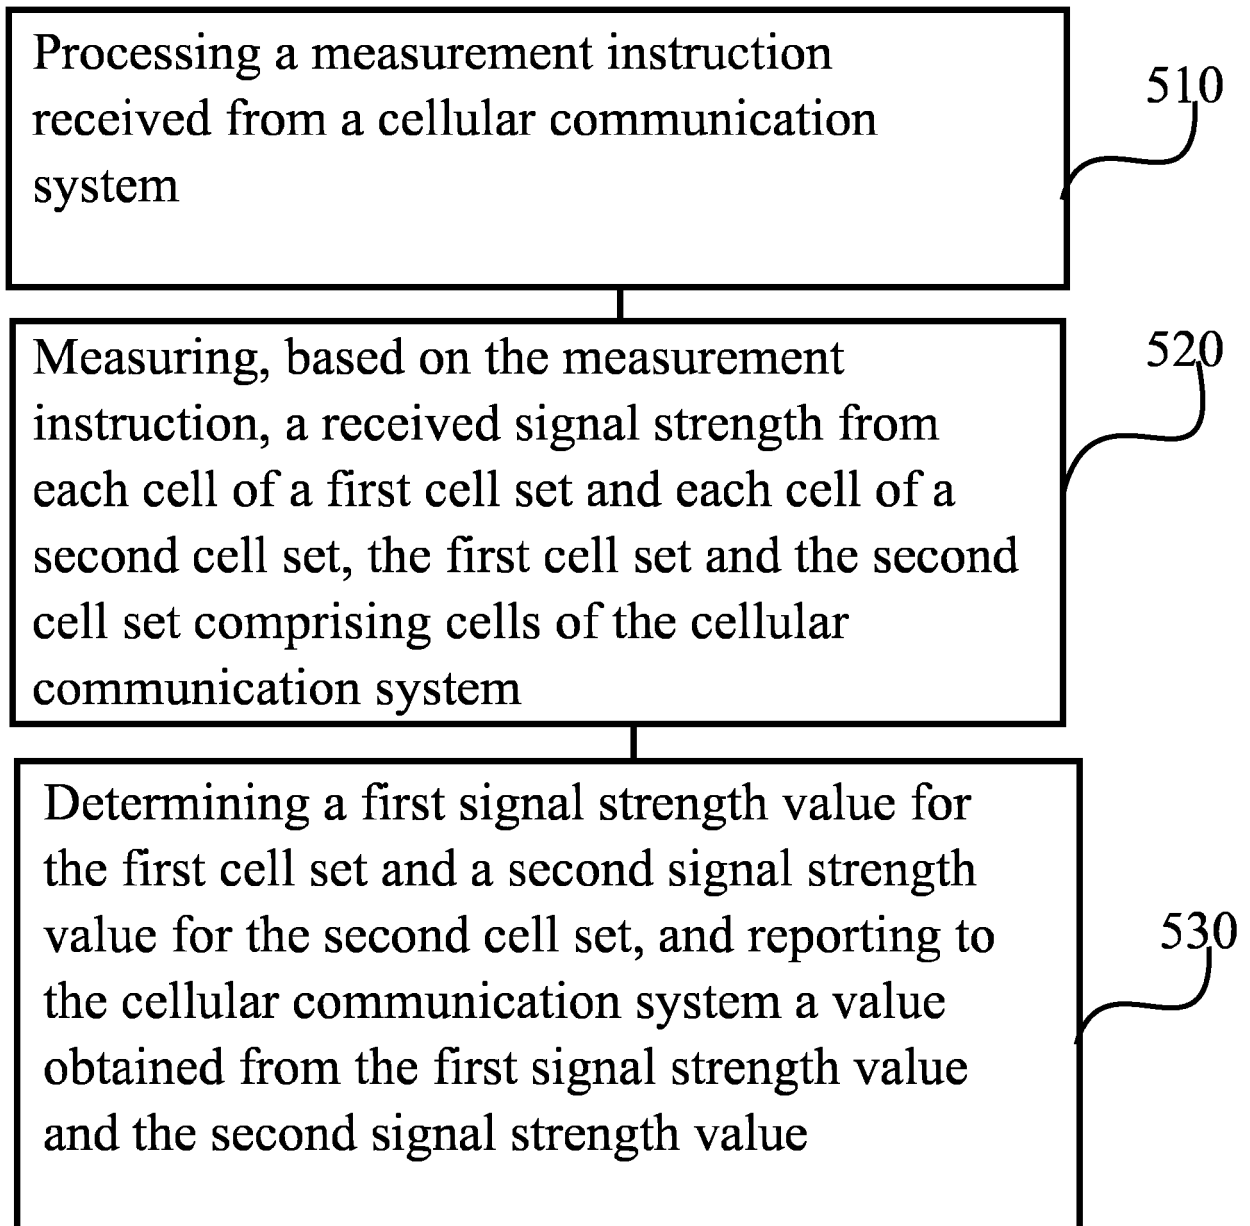 Processing a measurement instruction
received from a cellular communication
system
510
Measuring, based on the measurement
instruction, a received signal strength from
each cell of a first cell set and each cell of a
second cell set, the first cell set and the second
cell set comprising cells of the cellular
communication system
520
Determining a first signal strength value for
the first cell set and a second signal strength
value for the second cell set, and reporting to
the cellular communication system a value
obtained from the first signal strength value
and the second signal strength value
530